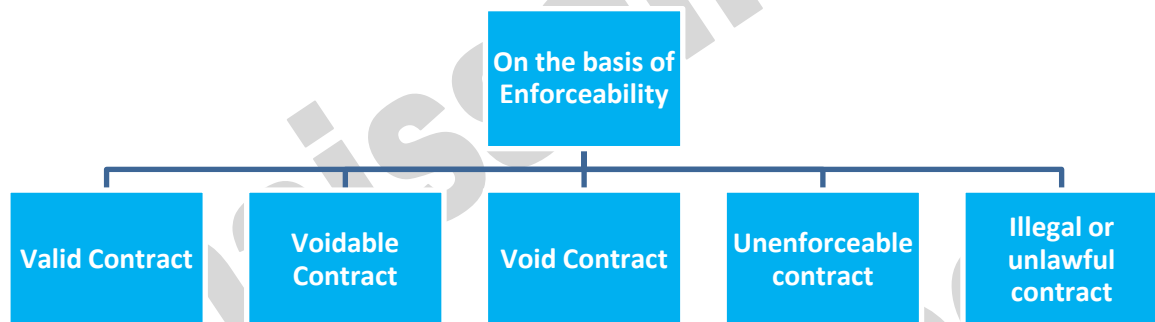 On the basis of
Enforceability
Valid Contract
Voidable
Contract
Void Contract
Unenforceable
contract
Illegal or
unlawful
contract